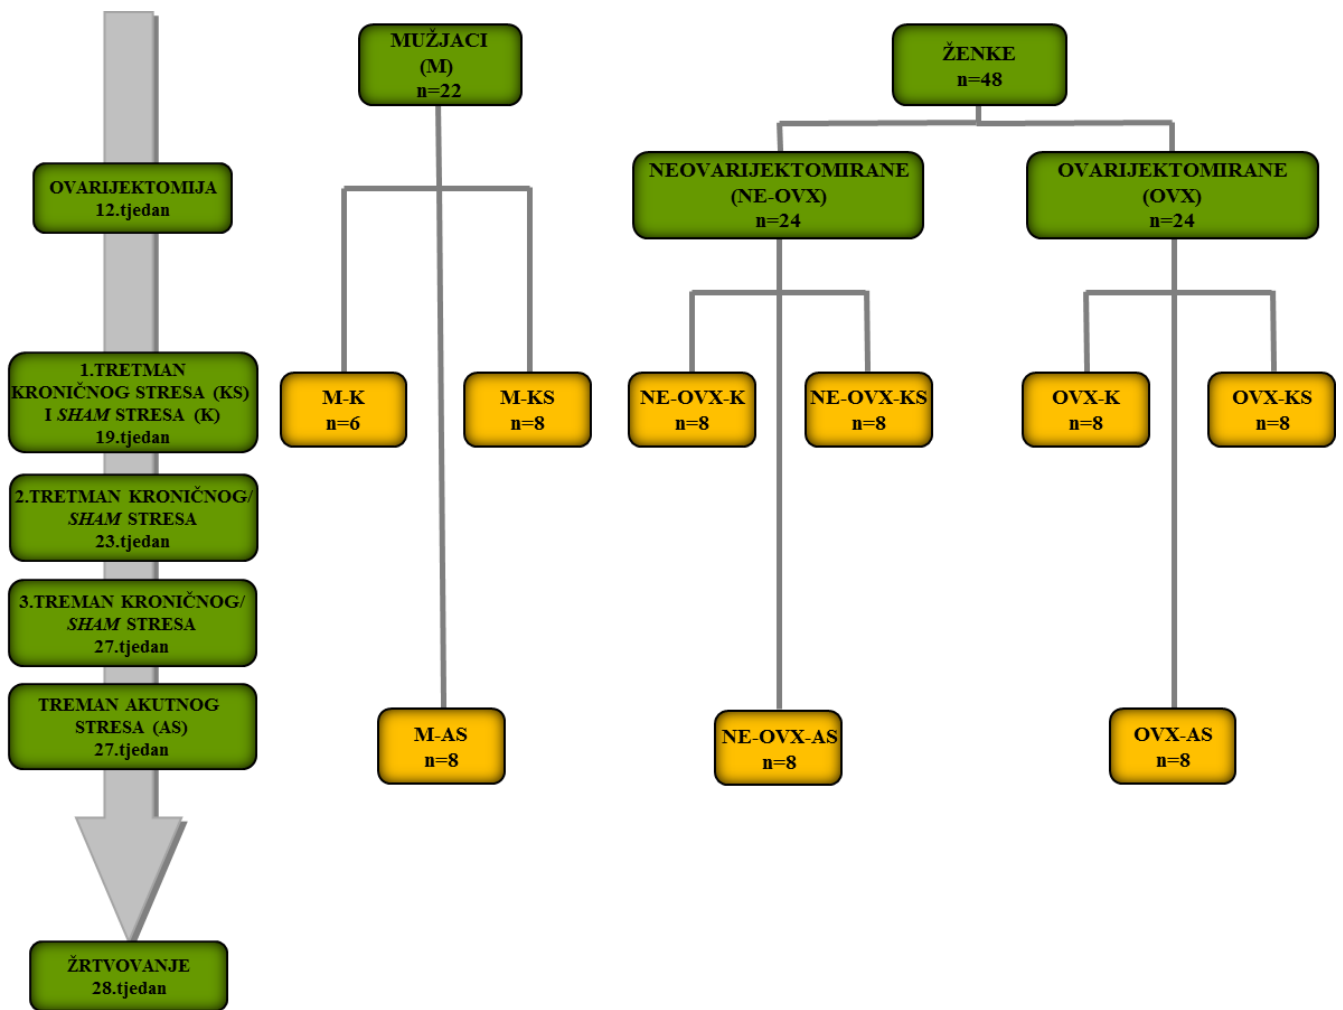 MUŽJACI
(M)
n=22
ŽENKE
n=48
OVARIJEKTOMIJA
12.tjedan
NEOVARIJEKTOMIRANE
(NE-OVX)
n=24
OVARIJEKTOMIRANE
(OVX)
n=24
1.TRETMAN
KRONIČNOG STRESA (KS)
I SHAM STRESA (K)
19.tjedan
M-K
n=6
M-KS
n=8
NE-OVX-K
n=8
NE-OVX-KS
n=8
OVX-K
n=8
OVX-KS
n=8
2.TRETMAN KRONIČNOG/
SHAM STRESA
23.tjedan
3.TREMAN KRONIČNOG/
SHAM STRESA
27.tjedan
TREMAN AKUTNOG
STRESA (AS)
27.tjedan
M-AS
n=8
NE-OVX-AS
n=8
OVX-AS
n=8
ŽRTVOVANJE
28.tjedan